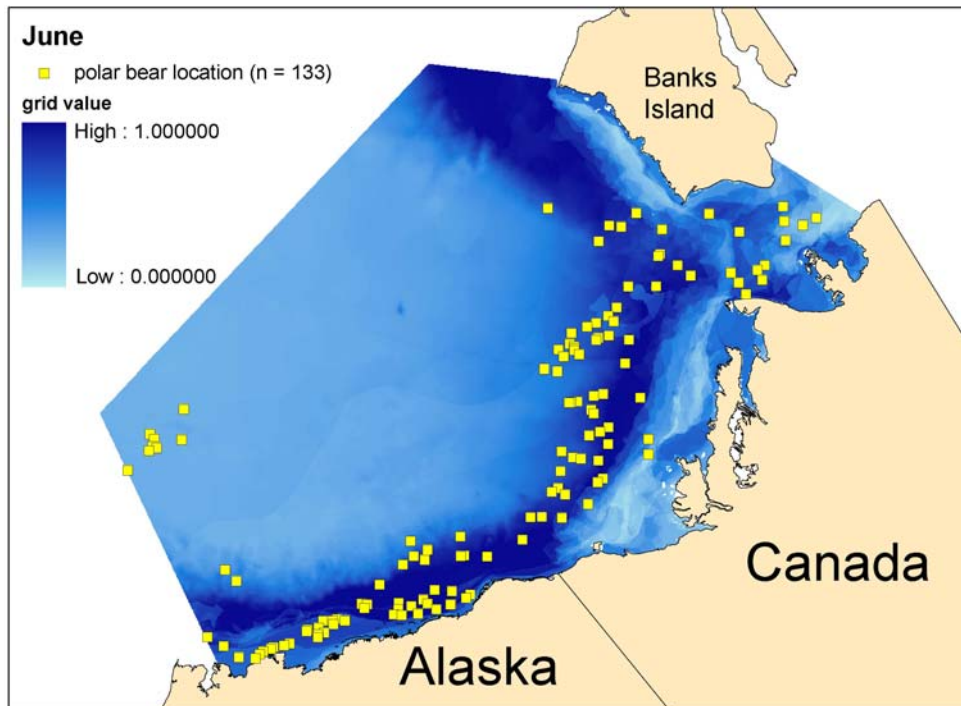 June
polar bear location (n = 133)
grid value
High : 1.000000
Low : 0.000000
Banks
Island
Canada
Alaska